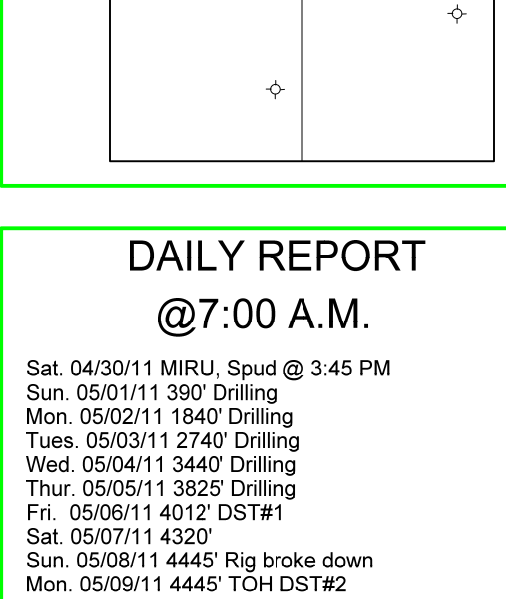 DAILY REPORT
@7:00 A.M.
Sat. 04/30/11 MIRU, Spud @ 3:45 PM
Sun. 05/01/11 390' Drilling
Mon. 05/02/11 1840' Drilling
Tues. 05/03/11 2740' Drilling
Wed. 05/04/11 3440' Drilling
Thur. 05/05/11 3825' Drilling
Fri.  05/06/11 4012' DST#1
Sat. 05/07/11 4320'
Sun. 05/08/11 4445' Rig broke down
Mon. 05/09/11 4445' TOH DST#2